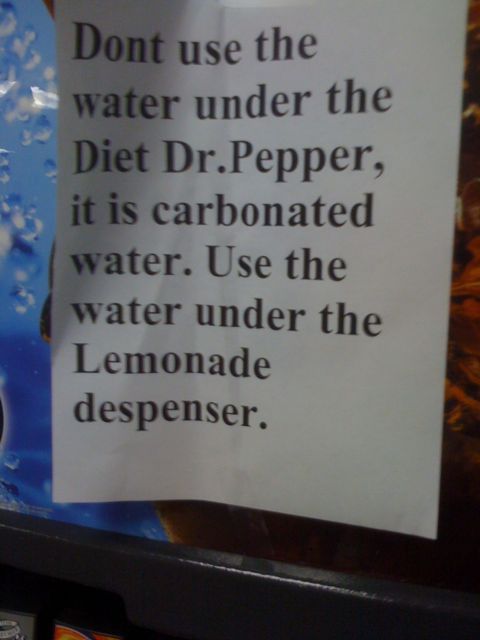 Dont use the
water under the
Diet Dr.Pepper,
it is carbonated
water. Use the
water under the
Lemonade
despenser.